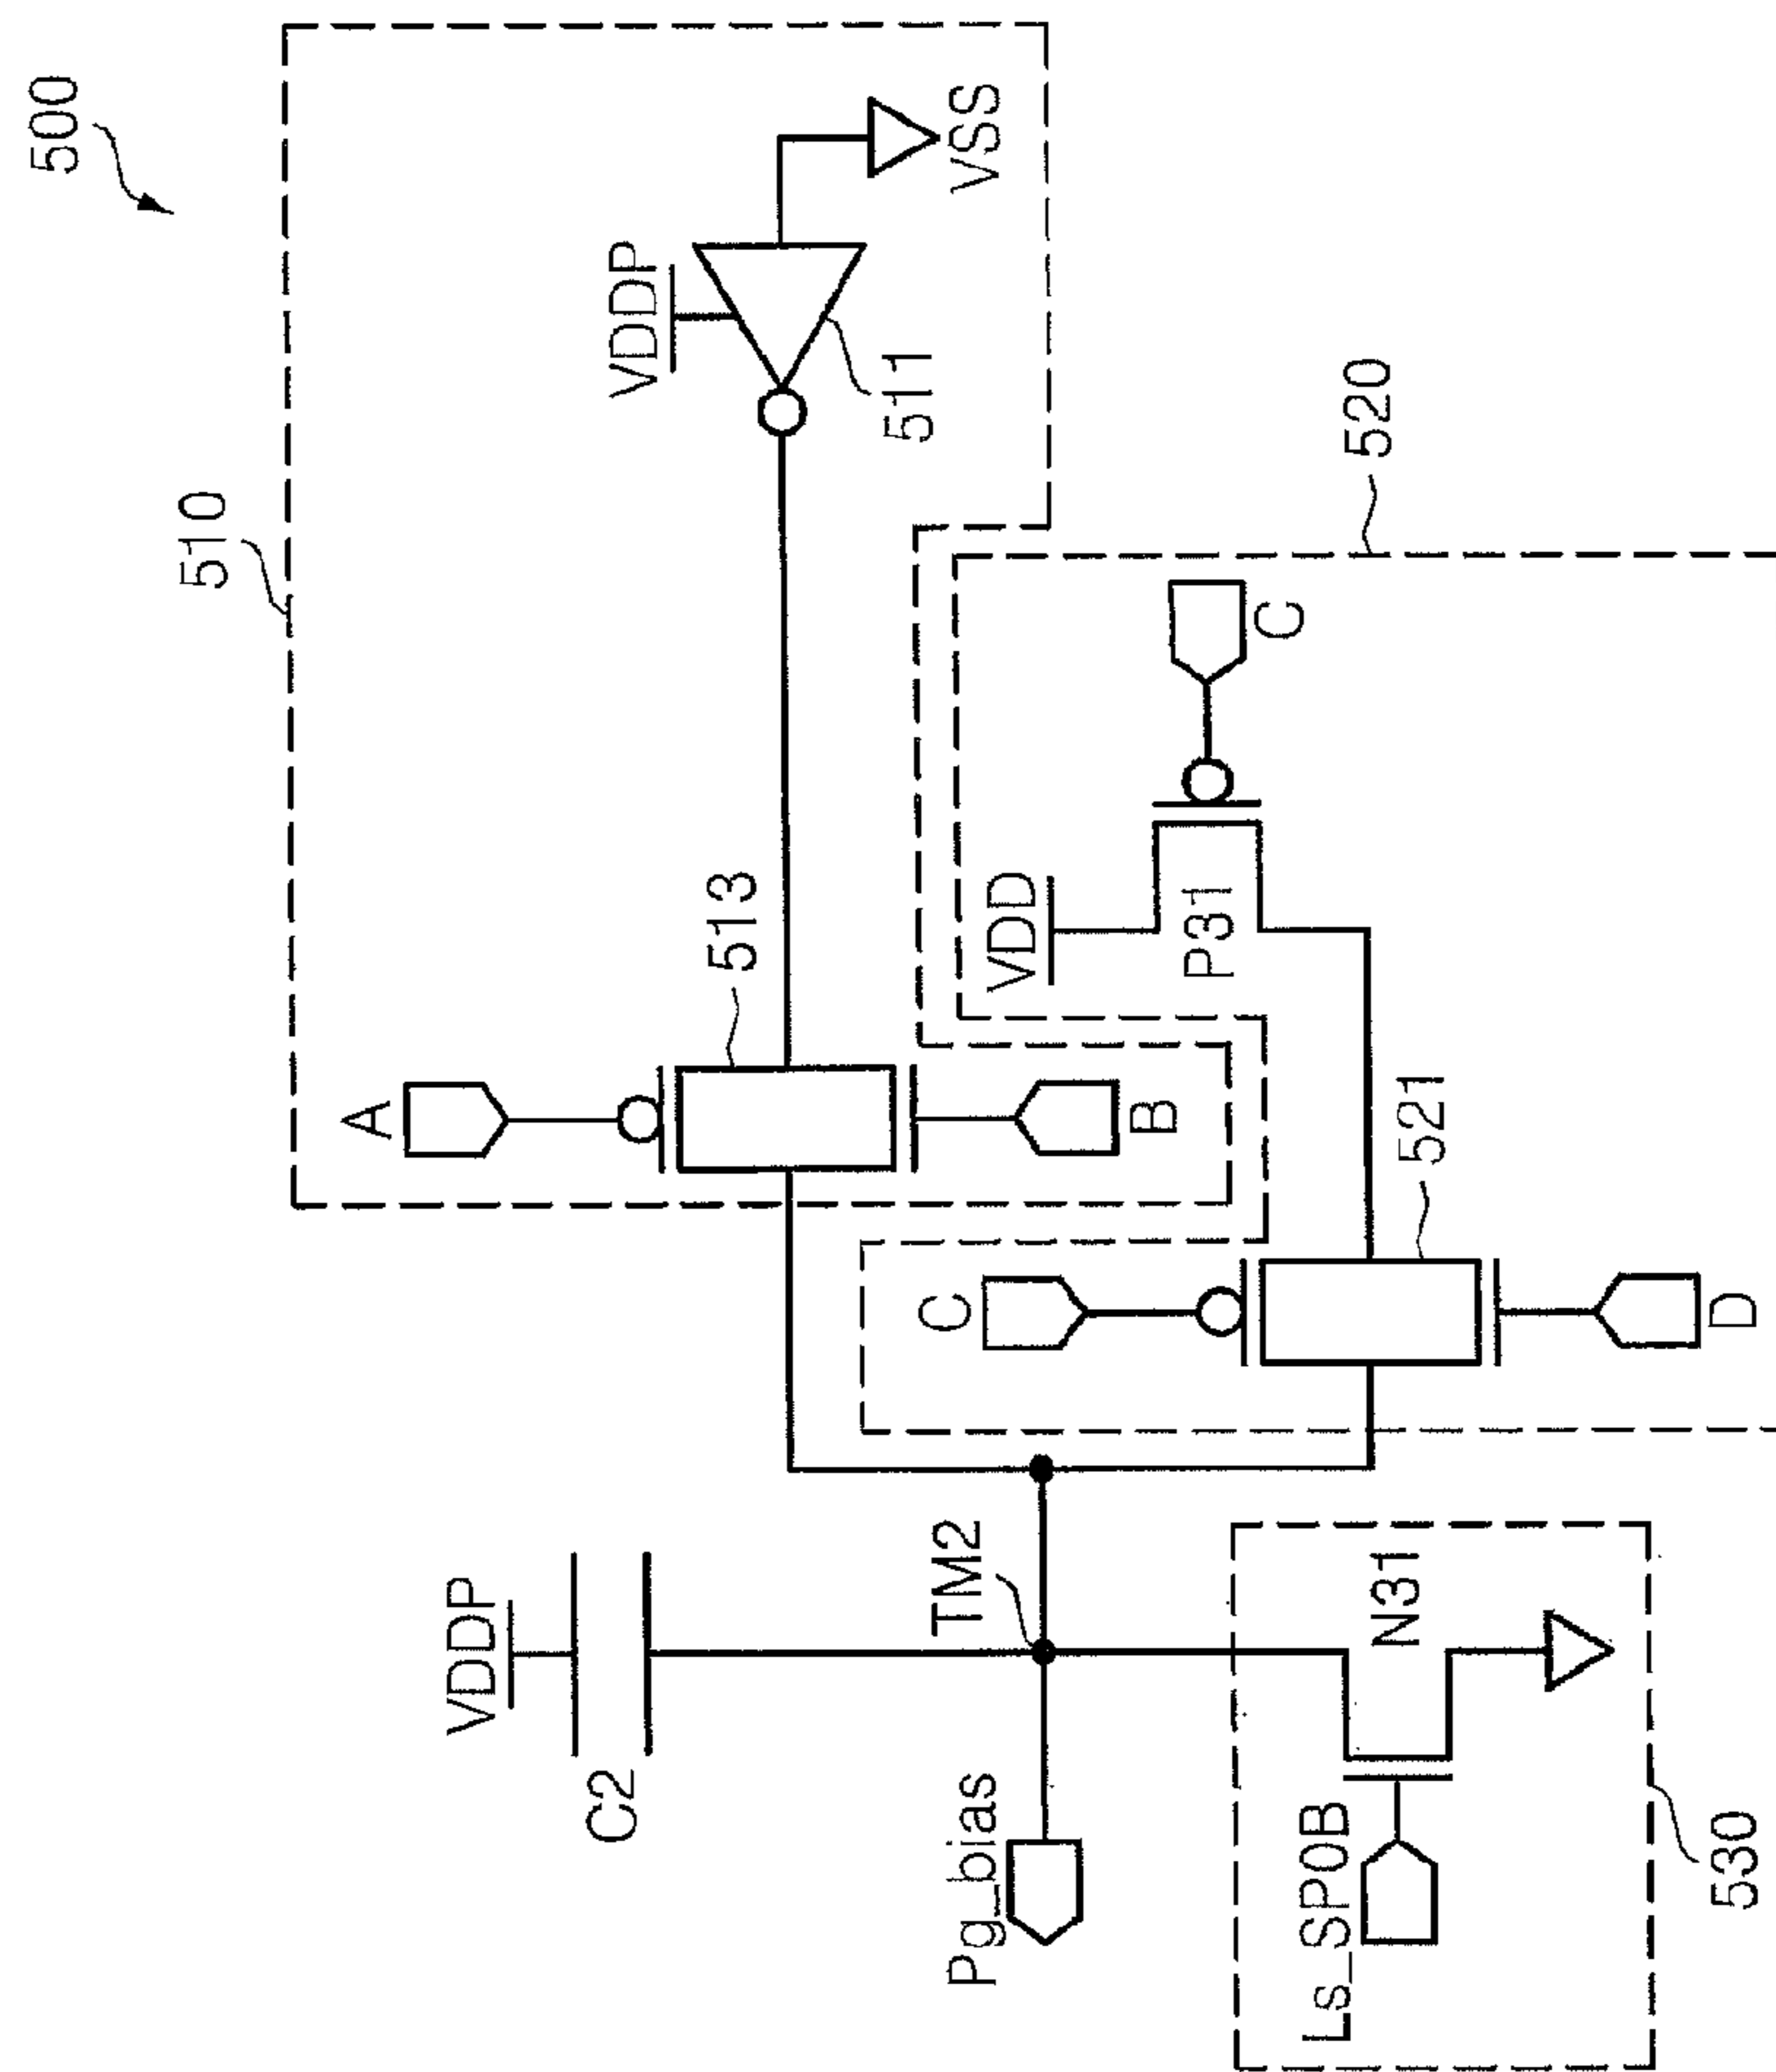 500
510
VDDP
VSS
511
A
513
B
520
VDD
C
P31
C
521
D
VDDP
C2
TM2
Pg_bias
N31
Ls_SP0B
530